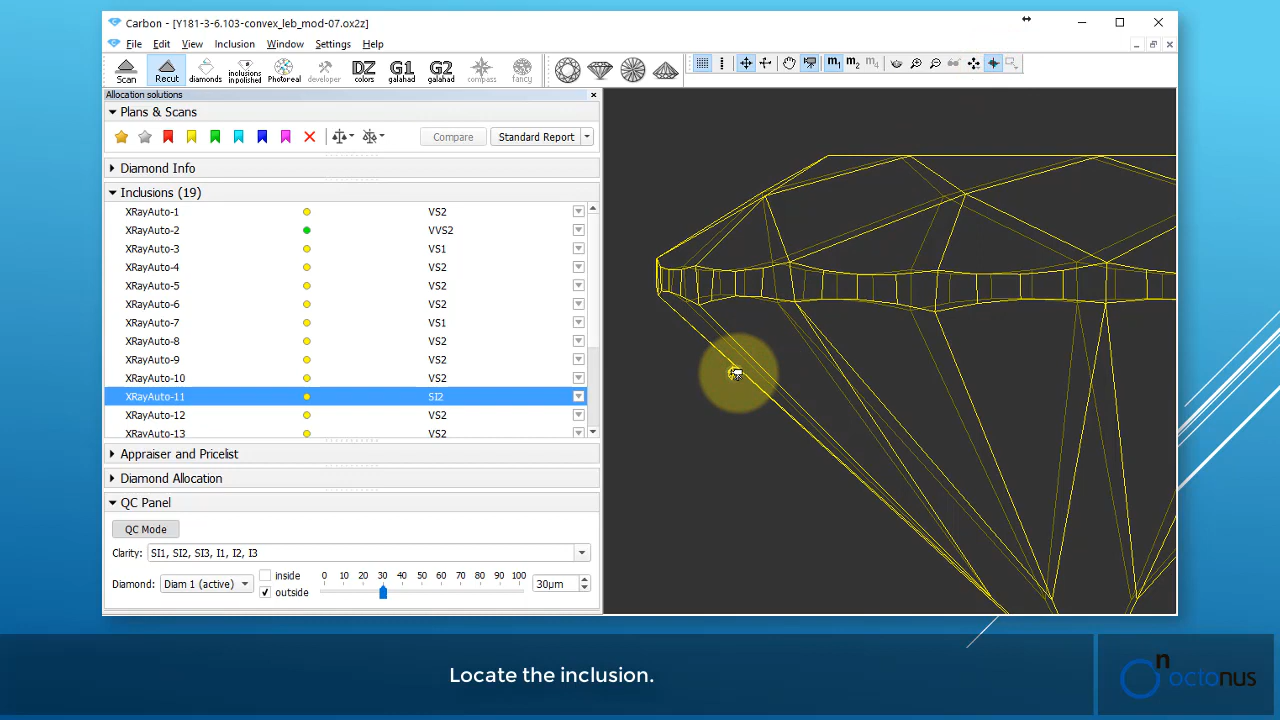 Carbon - [Y181-3-6.103-convex_leb_mod-07.ox2z]
File Edit View Inclusion Window Settings Help
Scan Recut diamonds inclusions in polished Photoreal developer DZ colors G1 galahad G2 galahad compass fancy m1 m2 m4
Allocation solutions
Plans & Scans
Compare Standard Report
Diamond Info
Inclusions (19)
XRayAuto-1 VS2
XRayAuto-2 VVS2
XRayAuto-3 VS1
XRayAuto-4 VS2
XRayAuto-5 VS2
XRayAuto-6 VS2
XRayAuto-7 VS1
XRayAuto-8 VS2
XRayAuto-9 VS2
XRayAuto-10 VS2
XRayAuto-11 SI2
XRayAuto-12 VS2
XRayAuto-13 VS2
Appraiser and Pricelist
Diamond Allocation
QC Panel
QC Mode
Clarity: SI1, SI2, SI3, I1, I2, I3
Diamond: Diam 1 (active) inside 0 10 20 30 40 50 60 70 80 90 100 30µm
outside
Locate the inclusion.
octonus